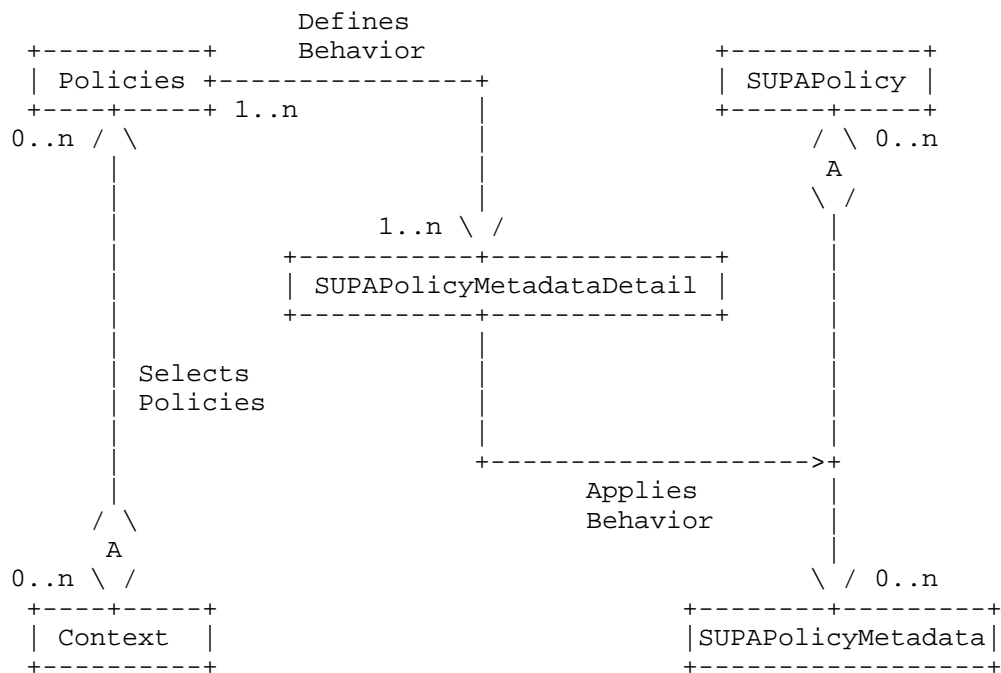 Defines
Behavior
Policies
SUPAPolicy
1..n
0..n
0..n
A
1..n
SUPAPolicyMetadataDetail
Selects
Policies
Applies
Behavior
A
0..n
0..n
Context
SUPAPolicyMetadata